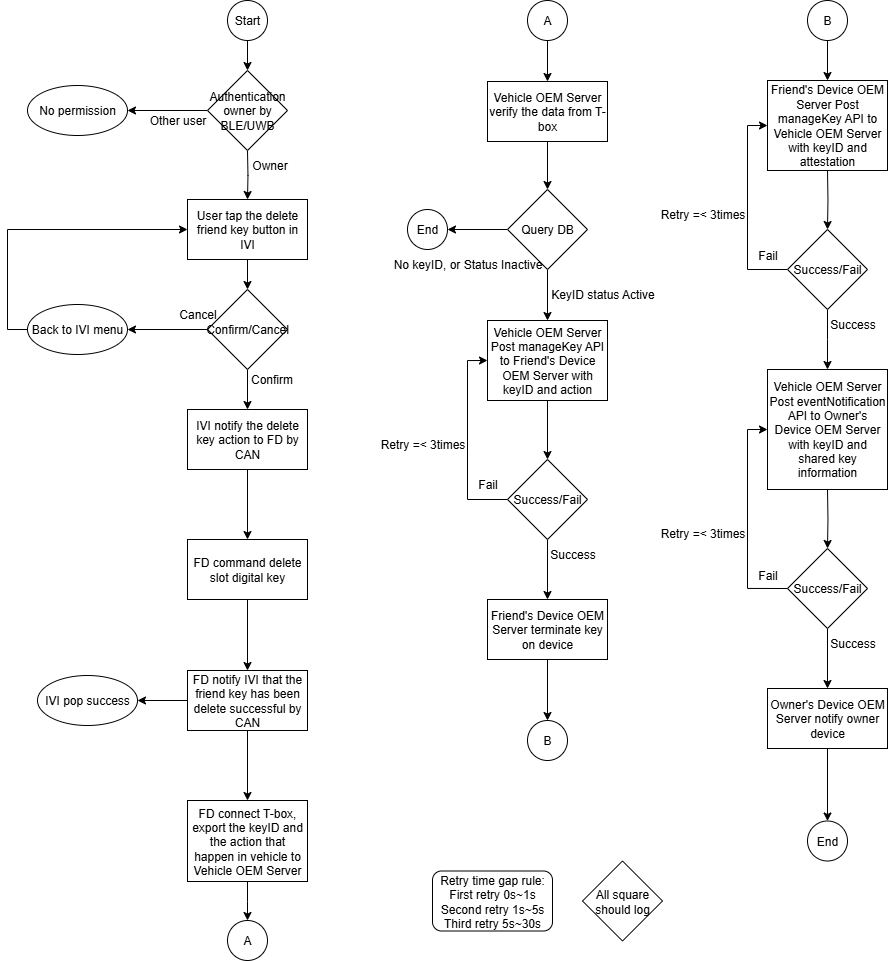 Start
Authentication
owner by
BLE/UWB
No permission
Other user
Owner
User tap the delete
friend key button in
IVI
Cancel
Back to IVI menu
Confirm/Cancel
Confirm
IVI notify the delete
key action to FD by
CAN
FD command delete
slot digital key
FD notify IVI that the
friend key has been
delete successful by
CAN
IVI pop success
FD connect T-box,
export the keyID and
the action that
happen in vehicle to
Vehicle OEM Server
A
A
Vehicle OEM Server
verify the data from T-
box
Query DB
End
No keyID, or Status Inactive
KeyID status Active
Vehicle OEM Server
Post manageKey API
to Friend's Device
OEM Server with
keyID and action
Retry =< 3times
Fail
Success/Fail
Success
Friend's Device OEM
Server terminate key
on device
B
B
Friend's Device OEM
Server Post
manageKey API to
Vehicle OEM Server
with keyID and
attestation
Retry =< 3times
Fail
Success/Fail
Success
Vehicle OEM Server
Post eventNotification
API to Owner's
Device OEM Server
with keyID and
shared key
information
Retry =< 3times
Fail
Success/Fail
Success
Owner's Device OEM
Server notify owner
device
End
Retry time gap rule:
First retry 0s~1s
Second retry 1s~5s
Third retry 5s~30s
All square
should log